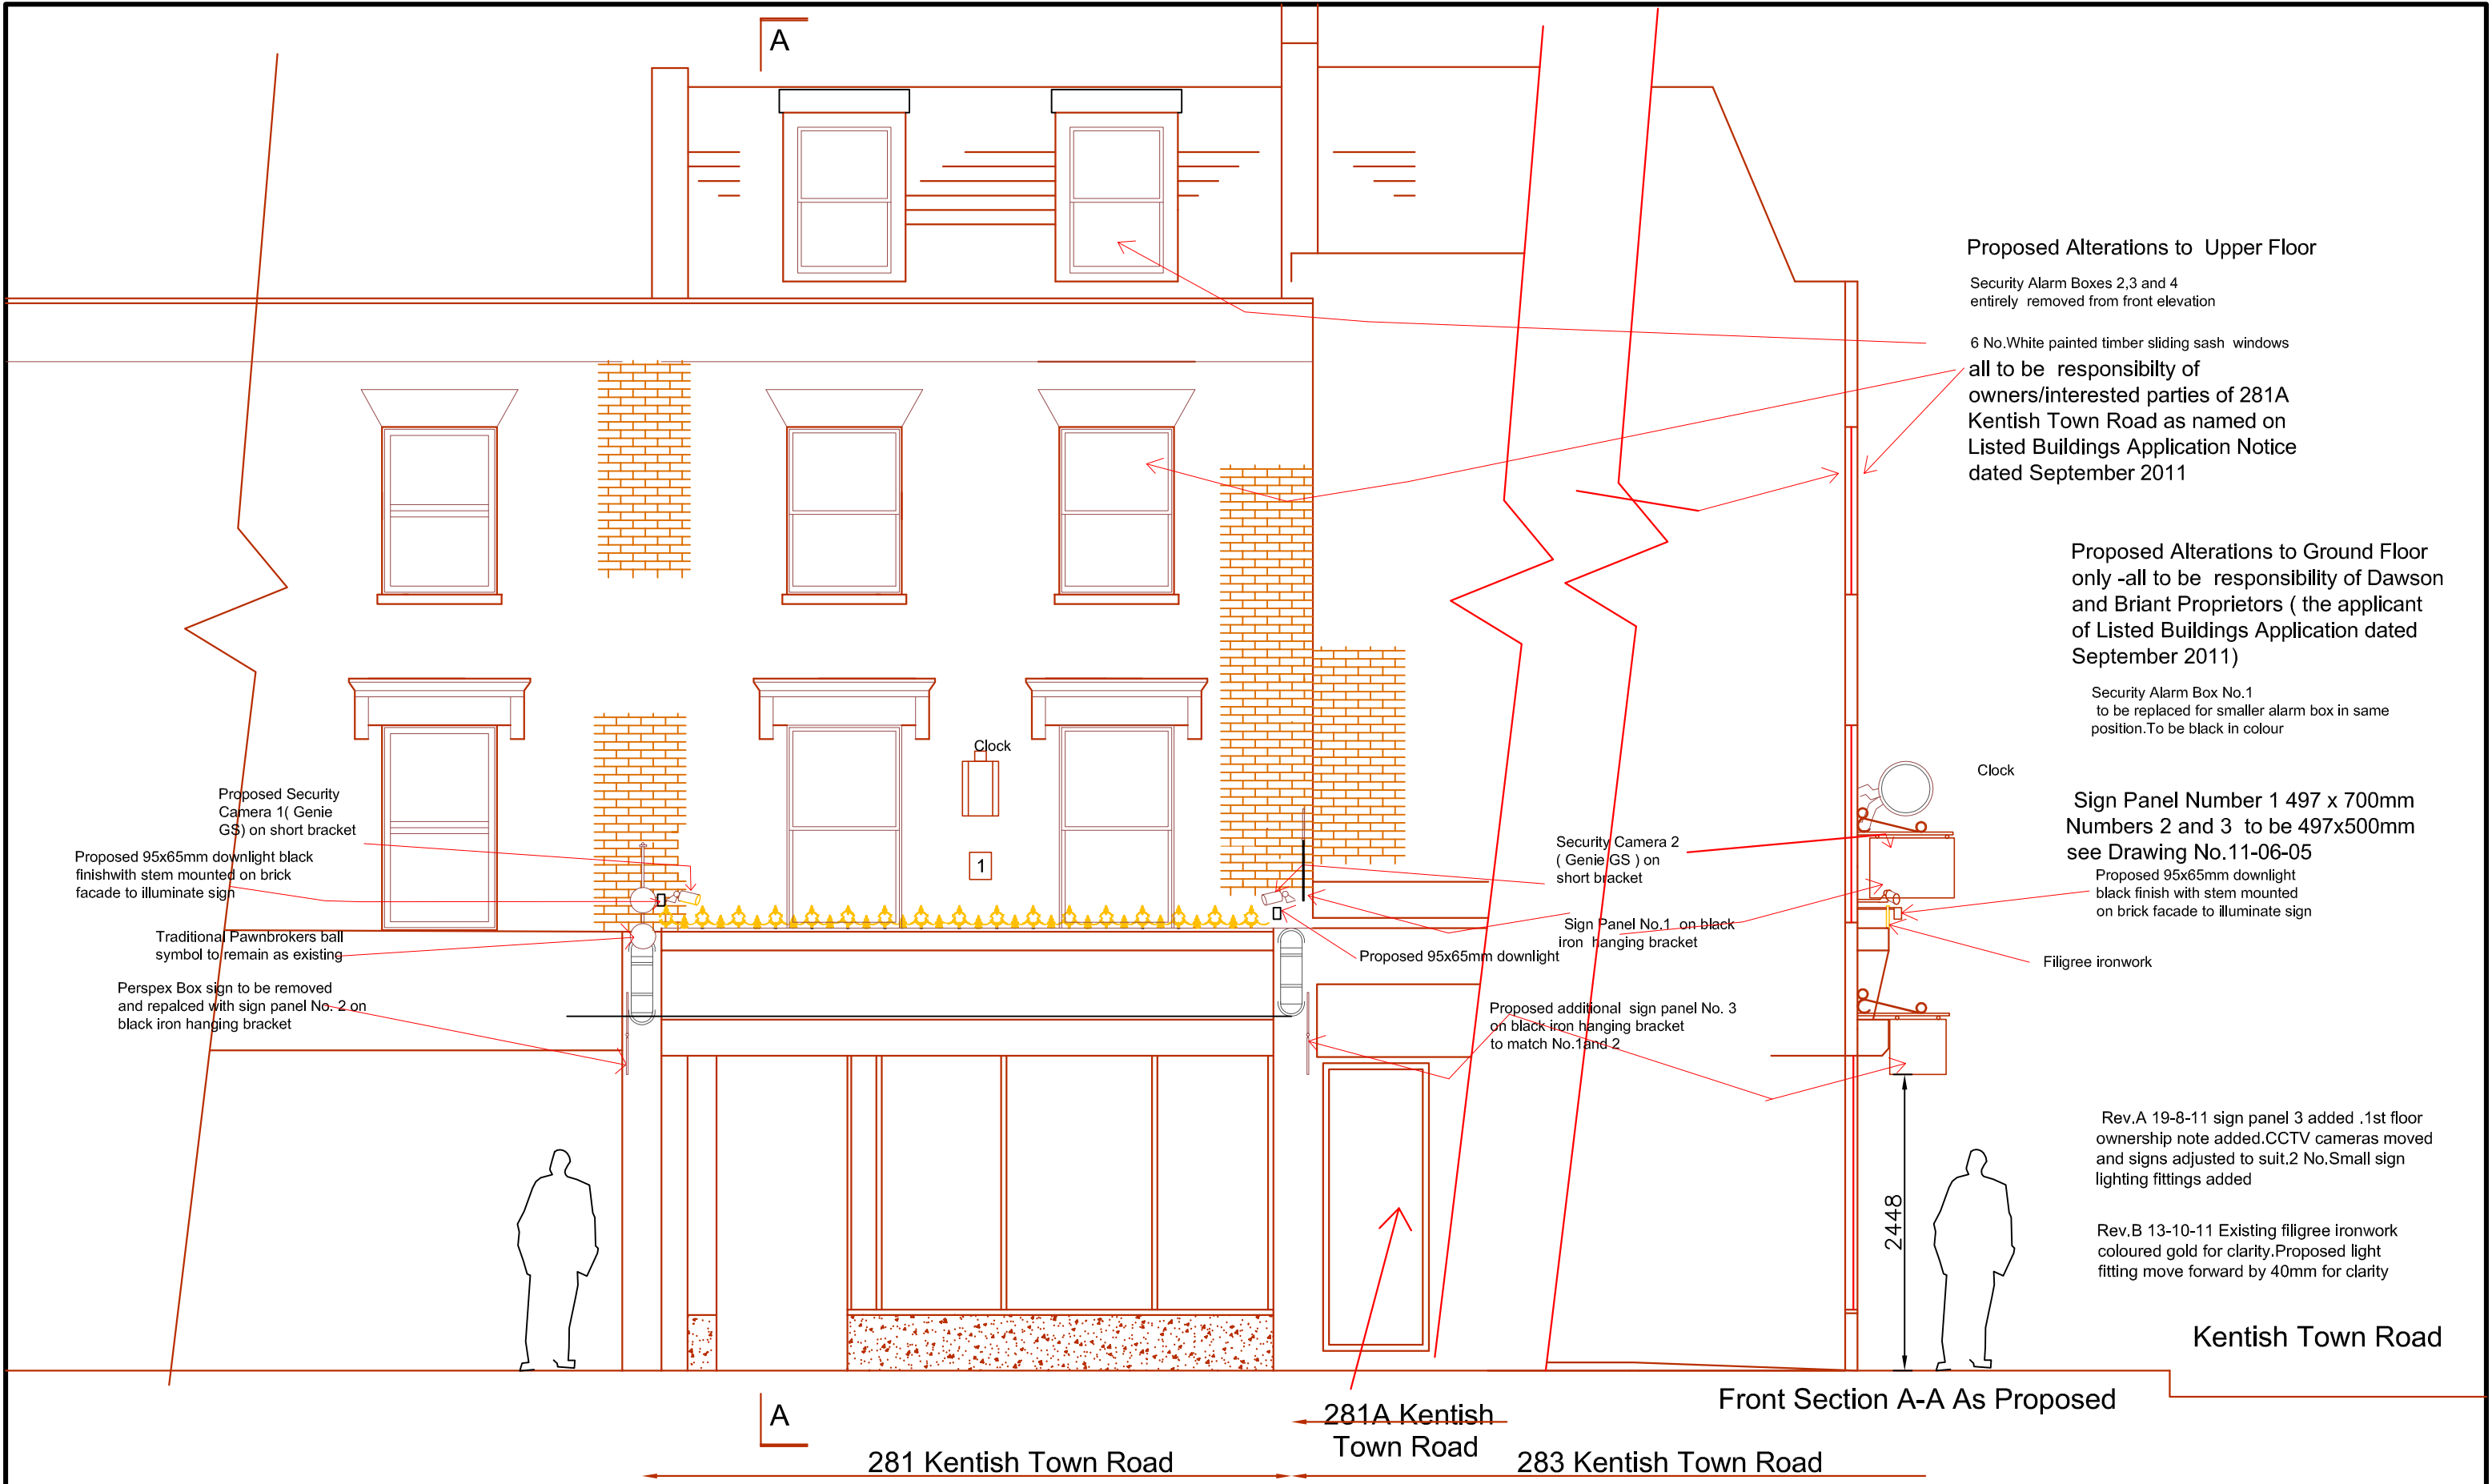 A
Proposed Alterations to Upper Floor
Security Alarm Boxes 2,3 and 4
entirely removed from front elevation
6 No.White painted timber sliding sash windows
all to be responsibilty of
owners/interested parties of 281A
Kentish Town Road as named on
Listed Buildings Application Notice
dated September 2011
Proposed Alterations to Ground Floor
only -all to be responsibility of Dawson
and Briant Proprietors ( the applicant
of Listed Buildings Application dated
September 2011)
Security Alarm Box No.1
to be replaced for smaller alarm box in same
position.To be black in colour
Clock
Clock
Sign Panel Number 1 497 x 700mm
Numbers 2 and 3 to be 497x500mm
see Drawing No.11-06-05
Proposed 95x65mm downlight
black finish with stem mounted
on brick facade to illuminate sign
Filigree ironwork
Proposed Security
Camera 1( Genie
GS) on short bracket
Proposed 95x65mm downlight black
finishwith stem mounted on brick
facade to illuminate sign
Traditional Pawnbrokers ball
symbol to remain as existing
Perspex Box sign to be removed
and repalced with sign panel No. 2 on
black iron hanging bracket
1
Security Camera 2
( Genie GS ) on
short bracket
Sign Panel No.1 on black
iron hanging bracket
Proposed 95x65mm downlight
Proposed additional sign panel No. 3
on black iron hanging bracket
to match No.1and 2
Rev.A 19-8-11 sign panel 3 added .1st floor
ownership note added.CCTV cameras moved
and signs adjusted to suit.2 No.Small sign
lighting fittings added
2448
Rev.B 13-10-11 Existing filigree ironwork
coloured gold for clarity.Proposed light
fitting move forward by 40mm for clarity
Kentish Town Road
Front Section A-A As Proposed
A
281A Kentish
Town Road
281 Kentish Town Road
283 Kentish Town Road